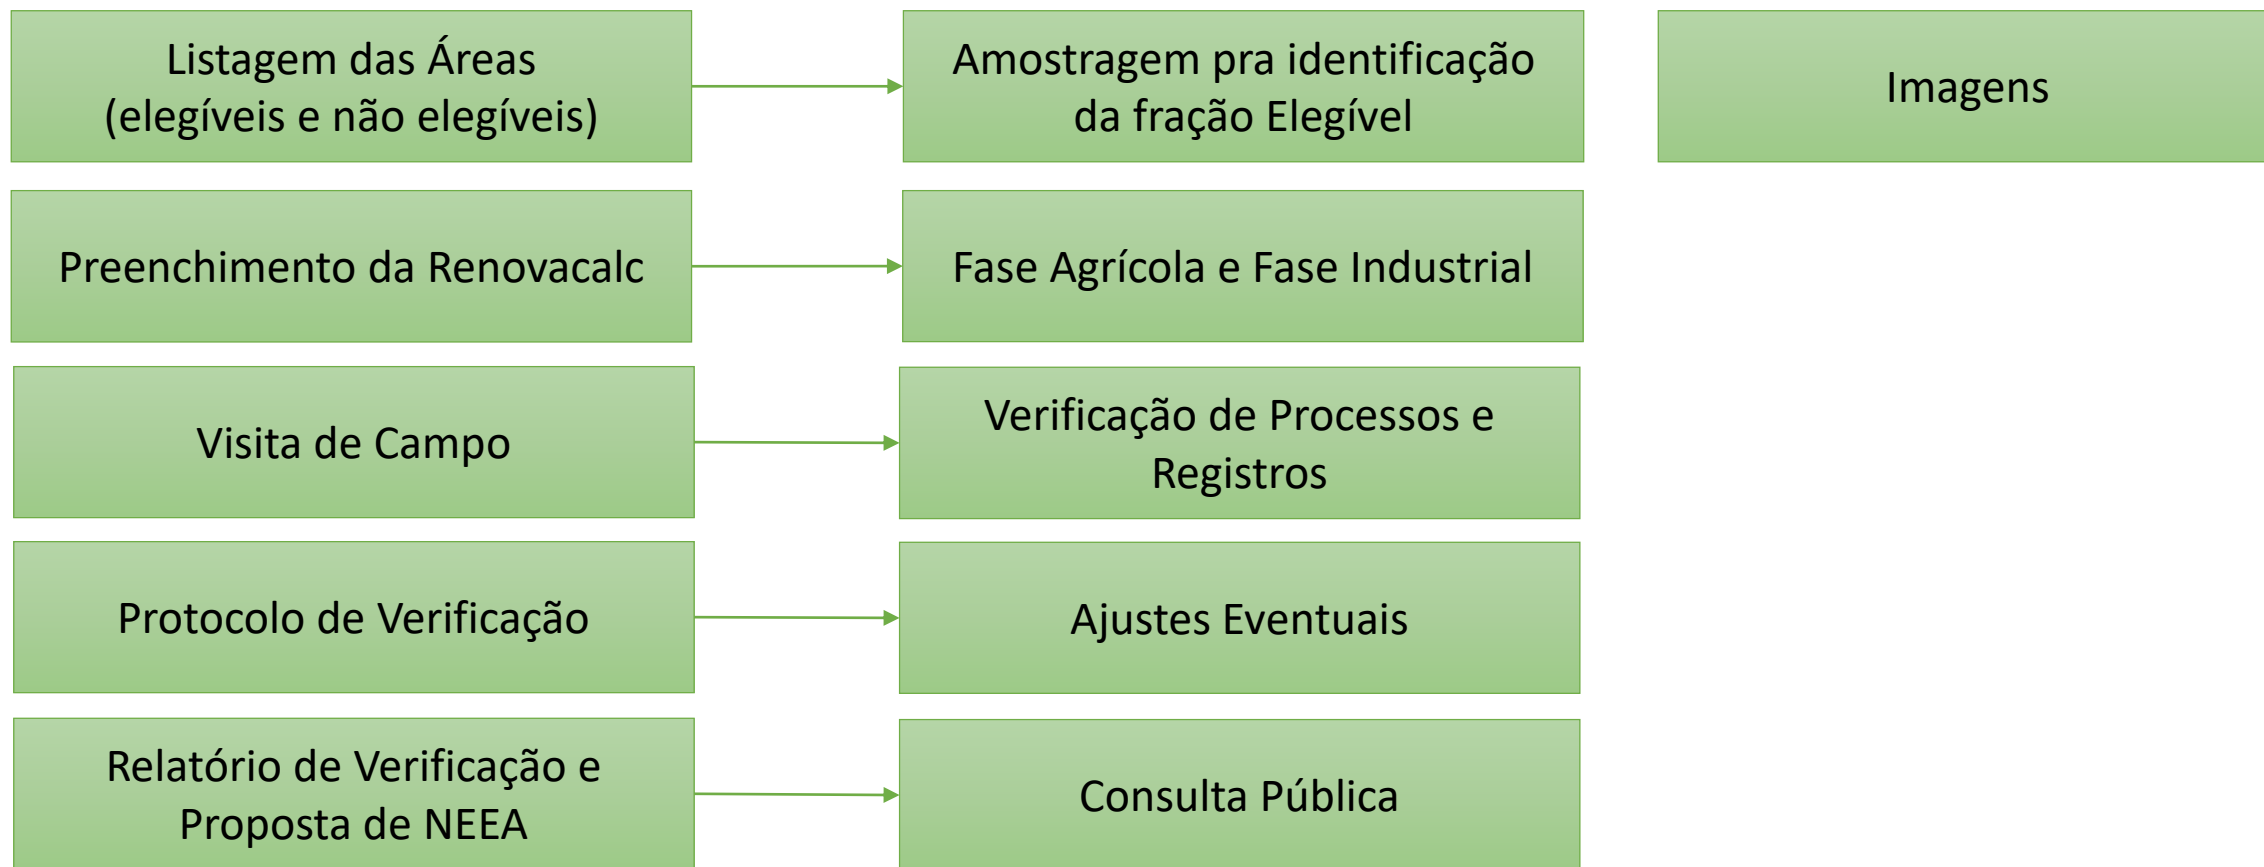 Listagem das Áreas
(elegíveis e não elegíveis)
Amostragem pra identificação
da fração Elegível
Imagens
Preenchimento da Renovacalc
Fase Agrícola e Fase Industrial
Visita de Campo
Verificação de Processos e
Registros
Protocolo de Verificação
Ajustes Eventuais
Relatório de Verificação e
Proposta de NEEA
Consulta Pública